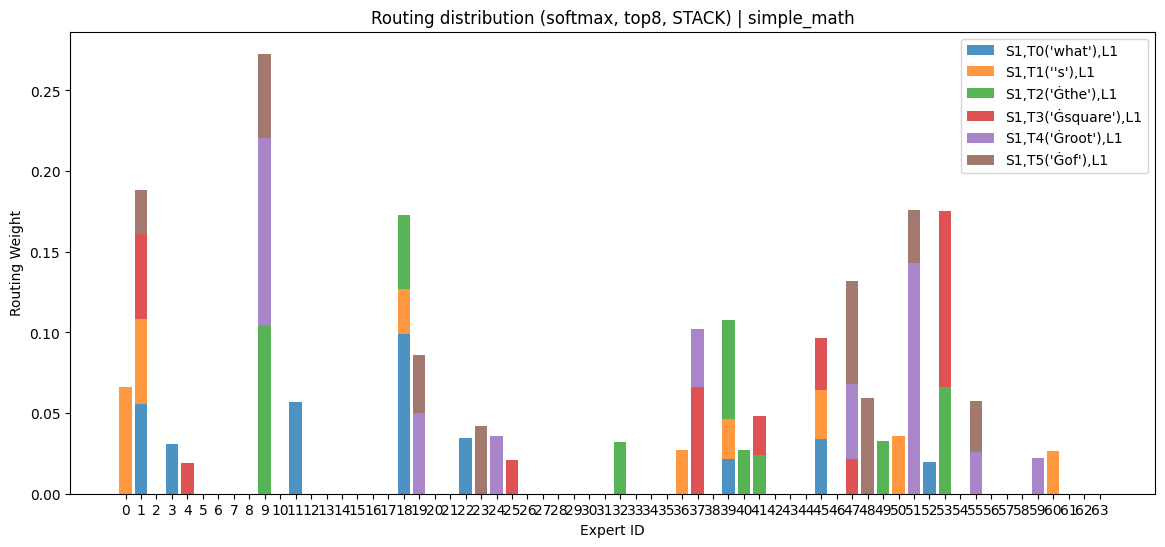 Routing distribution (softmax, top8, STACK) | simple_math
S1,T0('what'),L1
S1,T1(''s'),L1
S1,T2('Ġthe'),L1
S1,T3('Ġsquare'),L1
S1,T4('Ġroot'),L1
S1,T5('Ġof'),L1
Routing Weight
0.25
0.20
0.15
0.10
0.05
0.00
0 1 2 3 4 5 6 7 8 9 10 11 12 13 14 15 16 17 18 19 20 21 22 23 24 25 26 27 28 29 30 31 32 33 34 35 36 37 38 39 40 41 42 43 44 45 46 47 48 49 50 51 52 53 54 55 56 57 58 59 60 61 62 63
Expert ID